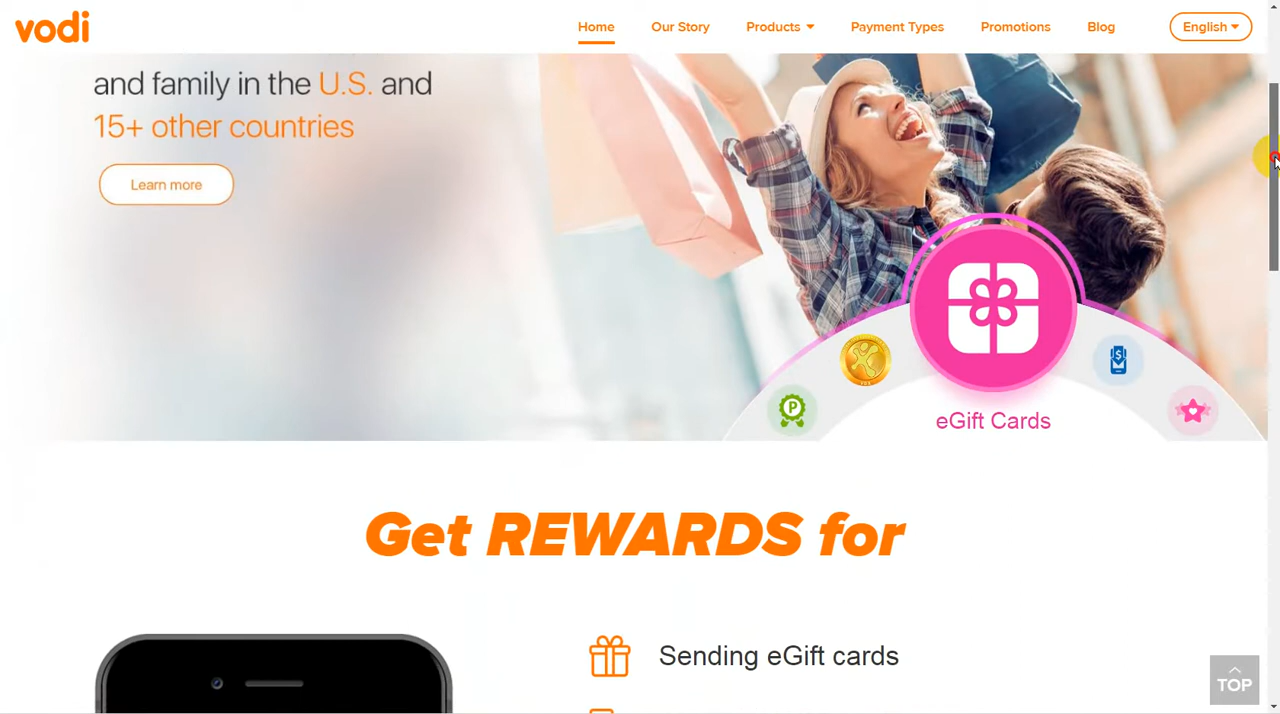 vodi
Home
Our Story
Products
Payment Types
Promotions
Blog
English
and family in the U.S. and
15+ other countries
Learn more
P
$
eGift Cards
Get REWARDS for
Sending eGift cards
TOP